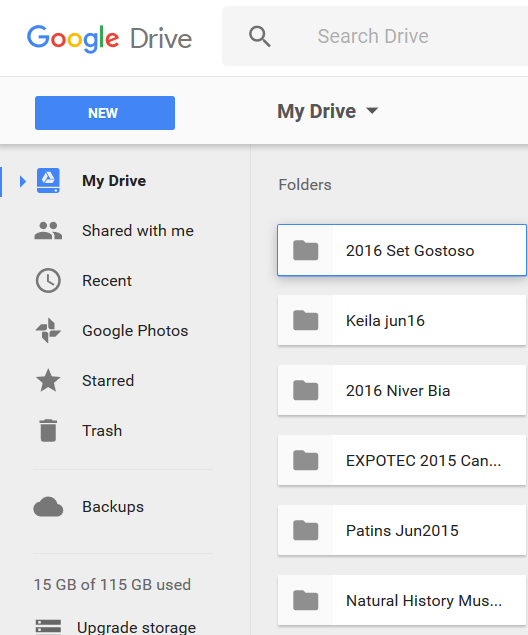 Google Drive
Search Drive
NEW
My Drive
My Drive
Shared with me
Recent
Google Photos
Starred
Trash
Backups
15 GB of 115 GB used
Upgrade storage
Folders
2016 Set Gostoso
Keila jun16
2016 Niver Bia
EXPOTEC 2015 Can...
Patins Jun2015
Natural History Mus...